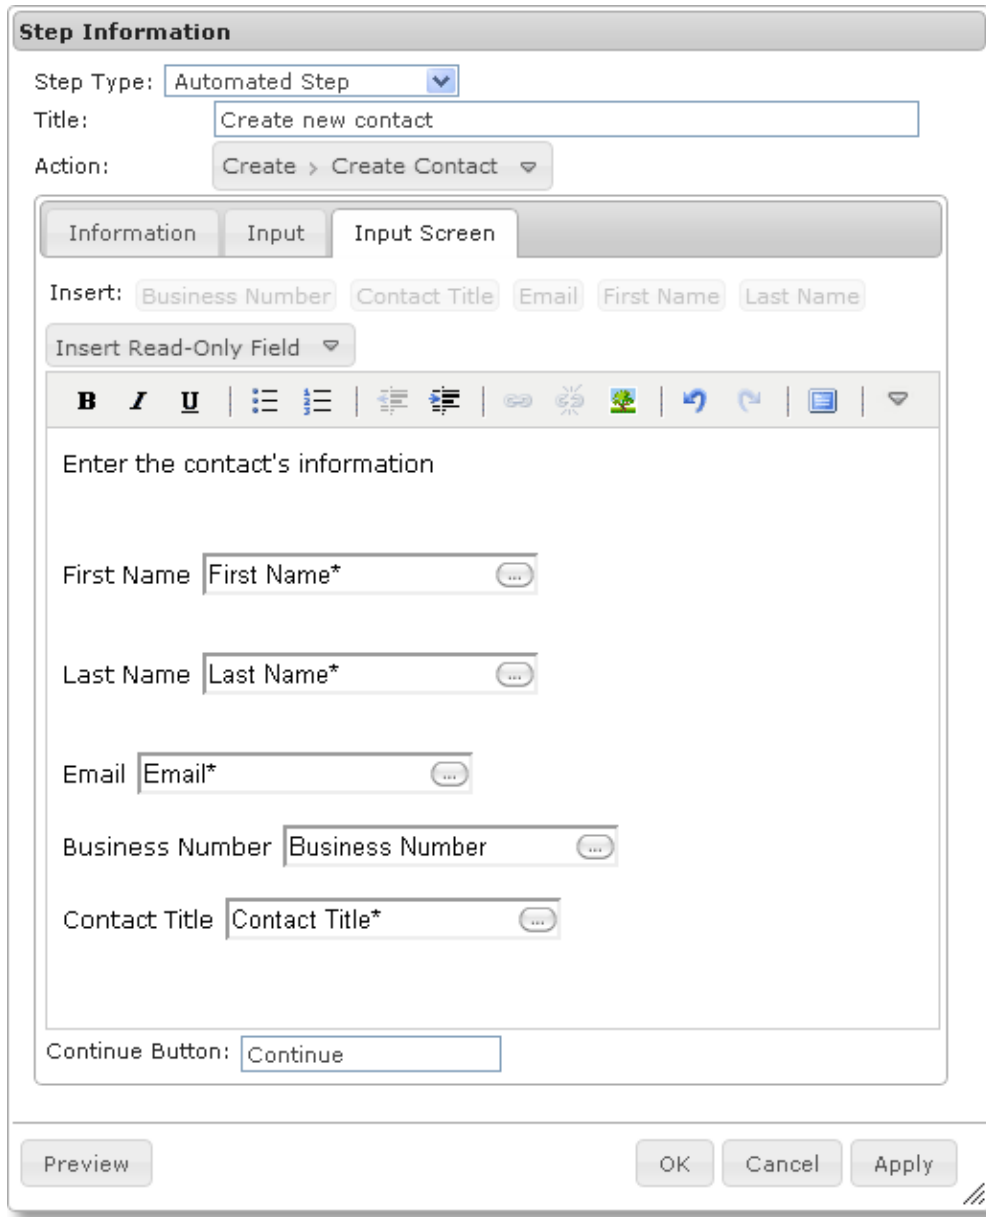 Step Information
Step Type: Automated Step
Title: Create new contact
Action: Create > Create Contact
Information Input Input Screen
Insert: Business Number Contact Title Email First Name Last Name
Insert Read-Only Field
B I U
Enter the contact's information
First Name First Name* ...
Last Name Last Name* ...
Email Email* ...
Business Number Business Number ...
Contact Title Contact Title* ...
Continue Button: Continue
Preview OK Cancel Apply